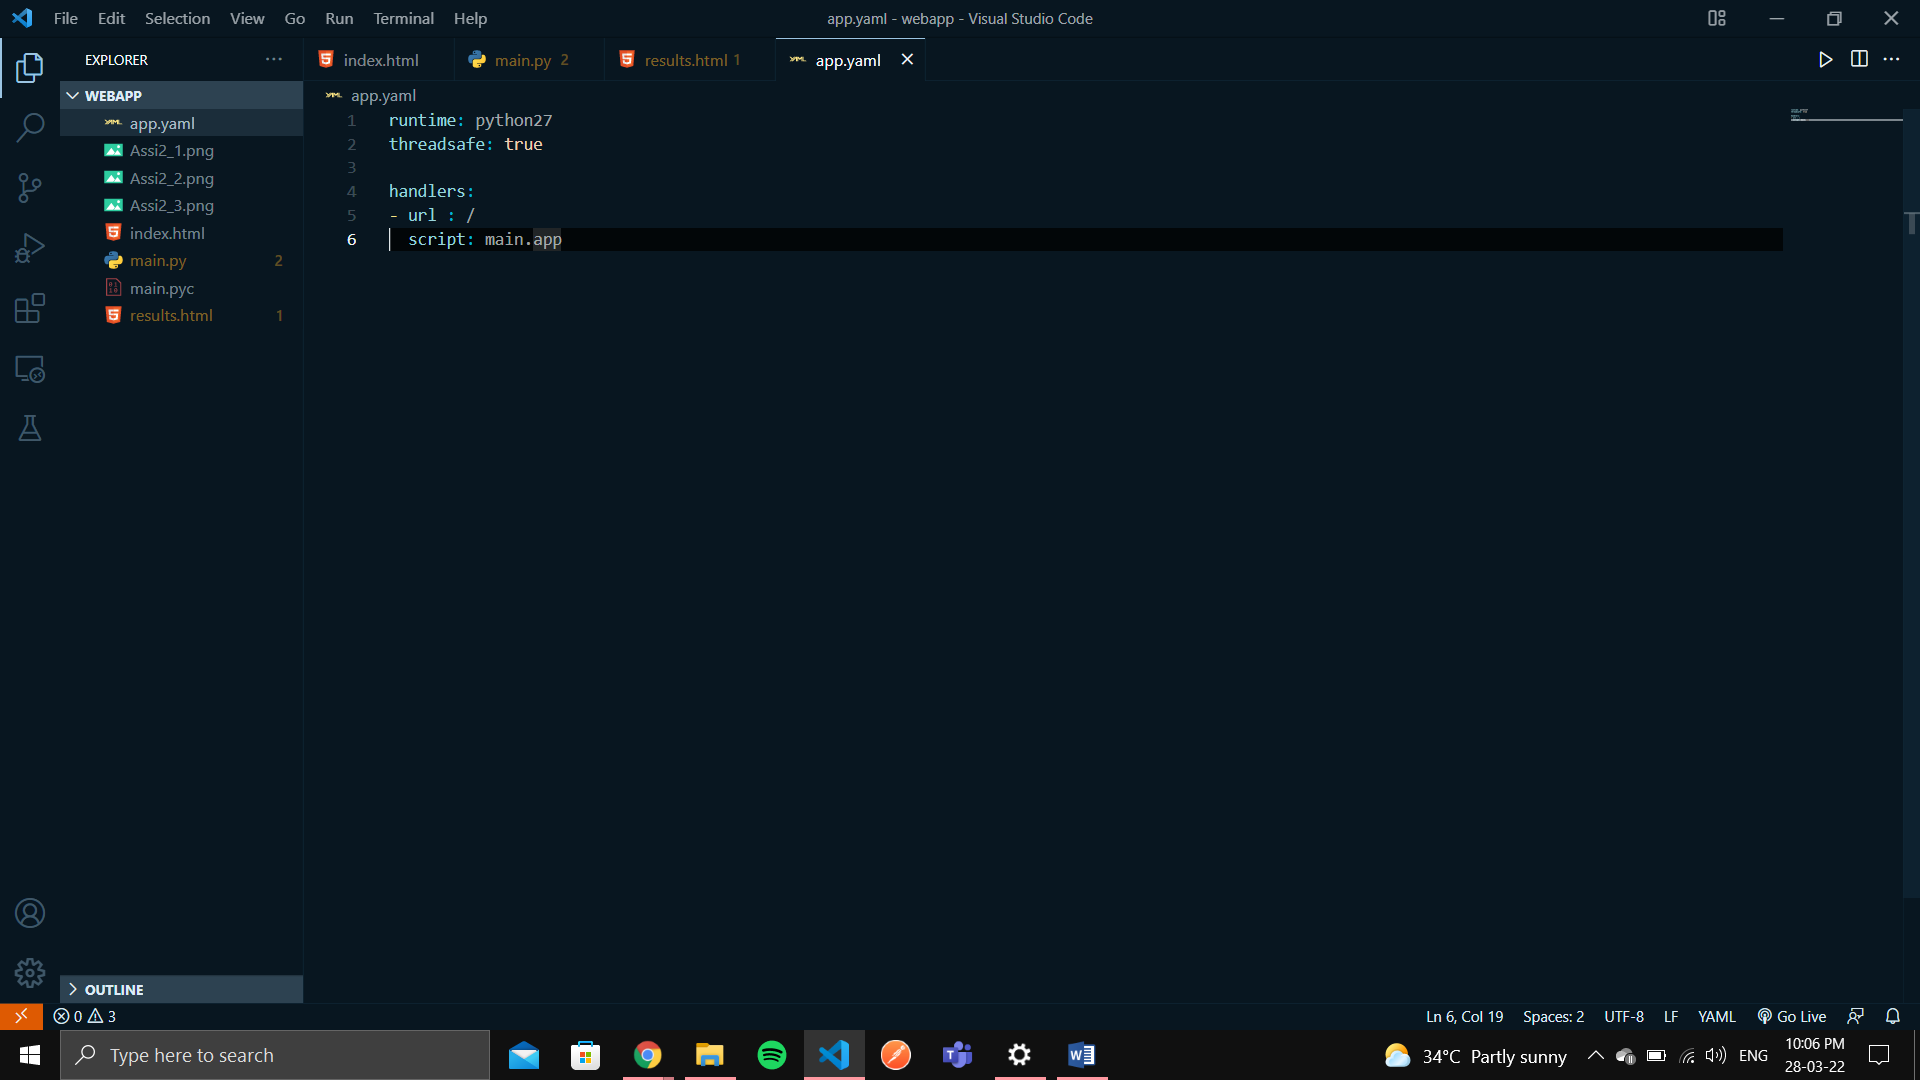 File Edit Selection View Go Run Terminal Help
app.yaml - webapp - Visual Studio Code
EXPLORER
index.html
main.py 2
results.html 1
app.yaml
WEBAPP
app.yaml
Assi2_1.png
Assi2_2.png
Assi2_3.png
index.html
main.py 2
main.pyc
results.html 1
app.yaml
1 runtime: python27
2 threadsafe: true
3
4 handlers:
5 - url : /
6 script: main.app
OUTLINE
0 3
Ln 6, Col 19 Spaces: 2 UTF-8 LF YAML Go Live
Type here to search
34°C Partly sunny
ENG
10:06 PM
28-03-22